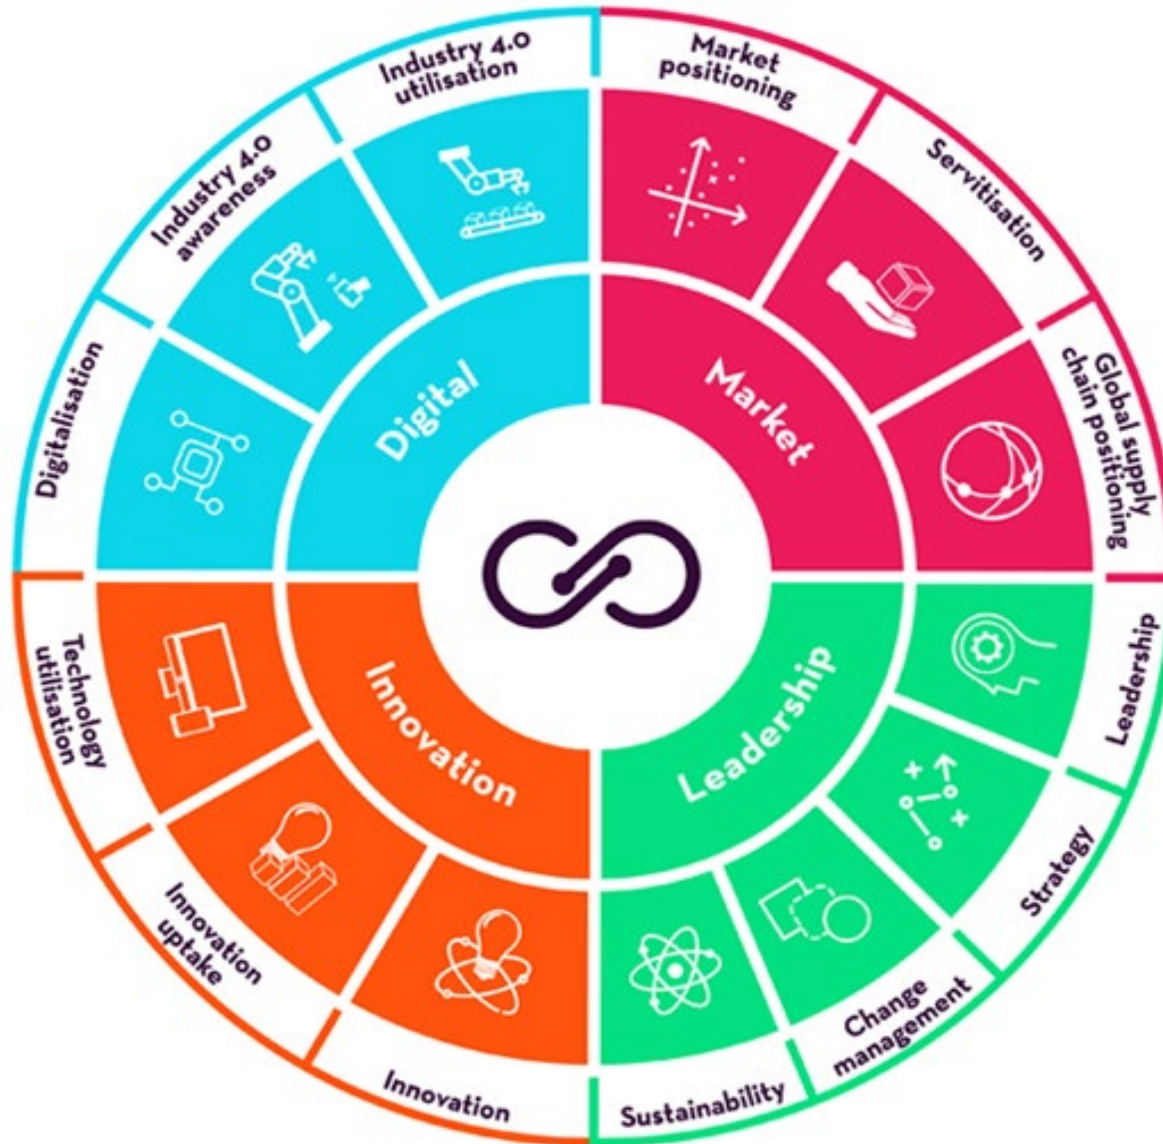 Industry 4.0
utilisation
Market
positioning
Servitisation
Global supply
chain positioning
Leadership
Strategy
Change
management
Sustainability
Innovation
Innovation
uptake
Technology
utilisation
Digitalisation
Industry 4.0
awareness
Digital
Market
Leadership
Innovation